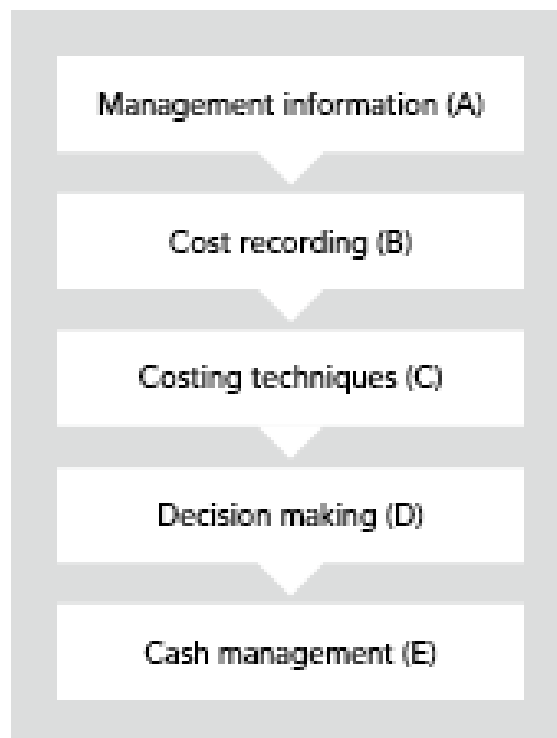 Management information (A)
Cost recording (B)
Costing techniques (C)
Decision making (D)
Cash management (E)